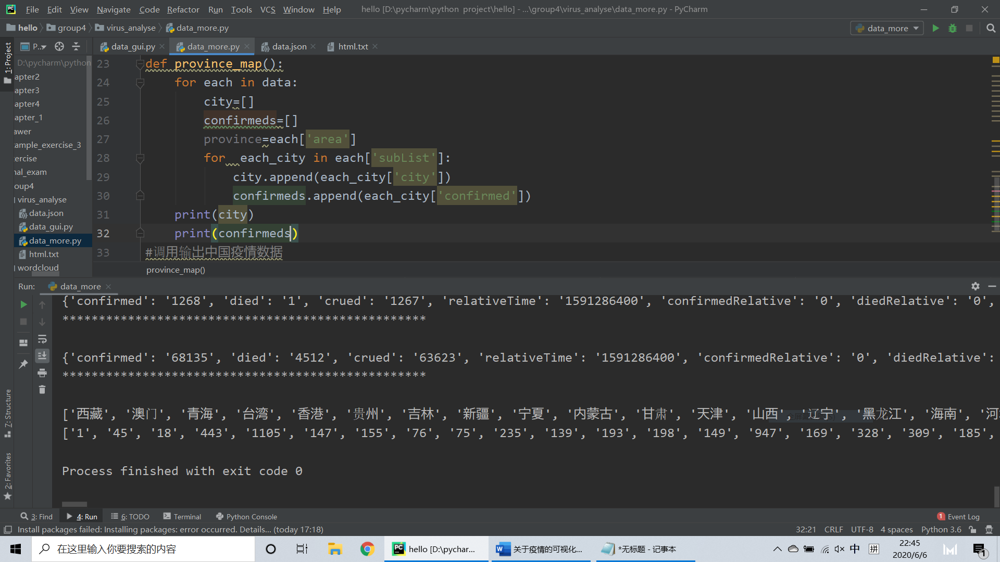 File Edit View Navigate Code Refactor Run Tools VCS Window Help hello [D:\pycharm\python project\hello] - ...\group4\virus_analyse\data_more.py - PyCharm
hello group4 virus_analyse data_more.py data_more
P... data_gui.py data_more.py data.json html.txt
1: Project
D:\pycharm\python
apter2
apter3
apter4
apter_1
awer
ample_exercise_3
ercise
nal_exam
oup4
virus_analyse
data.json
data_gui.py
data_more.py
html.txt
wordcloud
23 def province_map():
24 for each in data:
25 city=[]
26 confirmeds=[]
27 province=each['area']
28 for each_city in each['subList']:
29 city.append(each_city['city'])
30 confirmeds.append(each_city['confirmed'])
31 print(city)
32 print(confirmeds)
33 #调用输出中国疫情数据
province_map()
Run: data_more
{'confirmed': '1268', 'died': '1', 'crued': '1267', 'relativeTime': '1591286400', 'confirmedRelative': '0', 'diedRelative': '0',
**************************************************
{'confirmed': '68135', 'died': '4512', 'crued': '63623', 'relativeTime': '1591286400', 'confirmedRelative': '0', 'diedRelative':
**************************************************
['西藏', '澳门', '青海', '台湾', '香港', '贵州', '吉林', '新疆', '宁夏', '内蒙古', '甘肃', '天津', '山西', '辽宁', '黑龙江', '海南', '河
['1', '45', '18', '443', '1105', '147', '155', '76', '75', '235', '139', '193', '198', '149', '947', '169', '328', '309', '185',
Process finished with exit code 0
7: Structure
2: Favorites
3: Find 4: Run 6: TODO Terminal Python Console 1 Event Log
Install packages failed: Installing packages: error occurred. Details... (today 17:18) 32:21 CRLF UTF-8 4 spaces Python 3.6
在这里输入你要搜索的内容 hello [D:\pychar... 关于疫情的可视化... *无标题 - 记事本 中 拼 22:45 1
2020/6/6